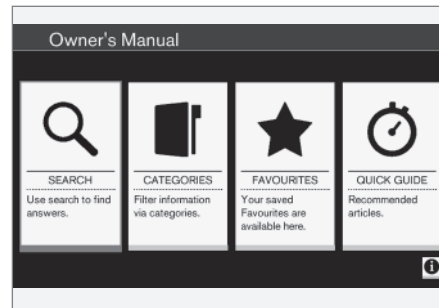 Owner's Manual
SEARCH
Use search to find
answers.
CATEGORIES
Filter information
via categories.
FAVOURITES
Your saved
Favourites are
available here.
QUICK GUIDE
Recommended
articles.
i